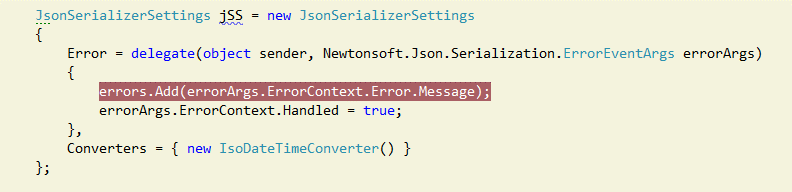 JsonSerializerSettings jSS = new JsonSerializerSettings
{
    Error = delegate(object sender, Newtonsoft.Json.Serialization.ErrorEventArgs errorArgs)
    {
        errors.Add(errorArgs.ErrorContext.Error.Message);
        errorArgs.ErrorContext.Handled = true;
    },
    Converters = { new IsoDateTimeConverter() }
};